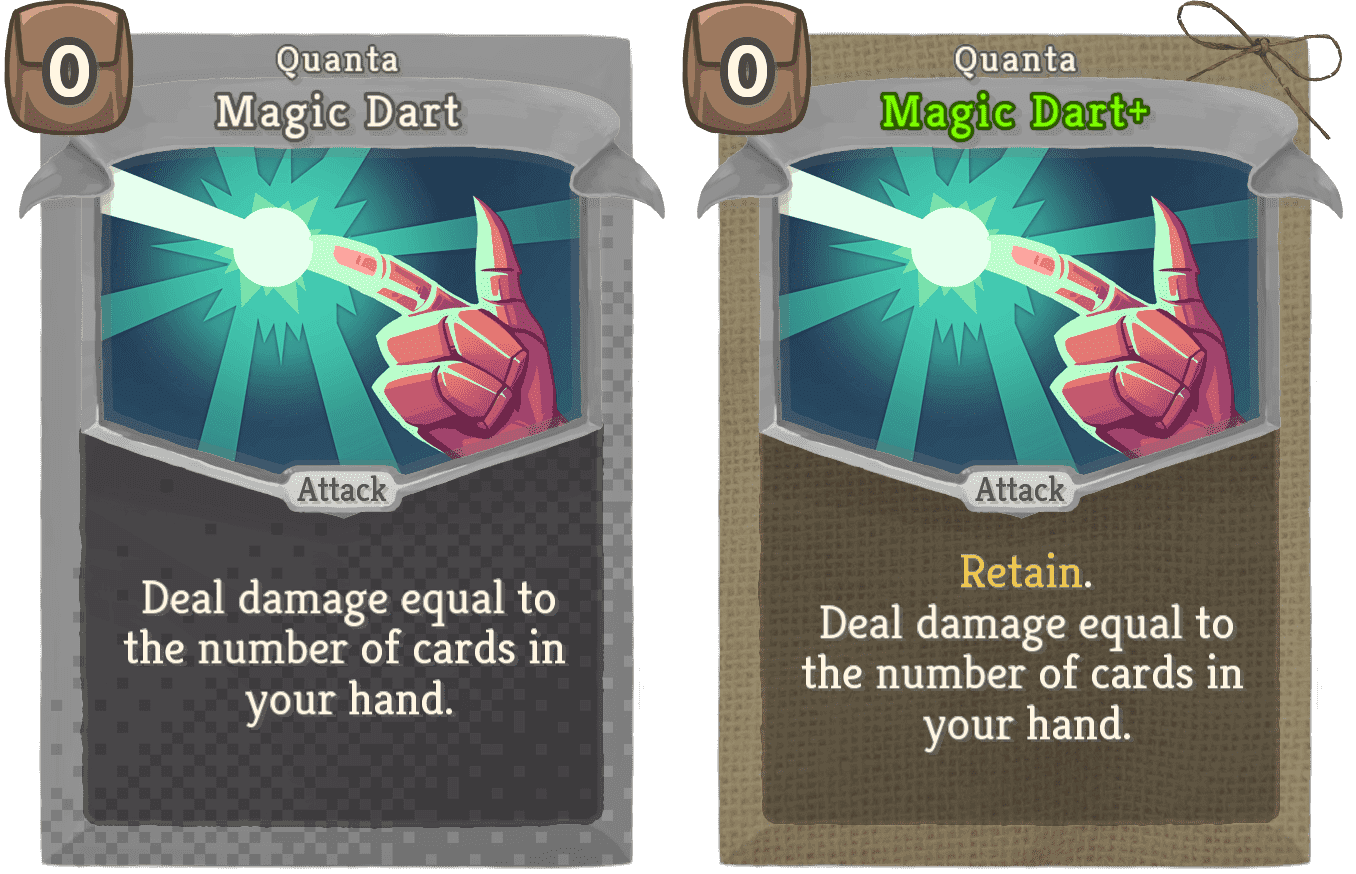 0
Quanta
Magic Dart
Attack
Deal damage equal to
the number of cards in
your hand.
0
Quanta
Magic Dart+
Attack
Retain.
Deal damage equal to
the number of cards in
your hand.